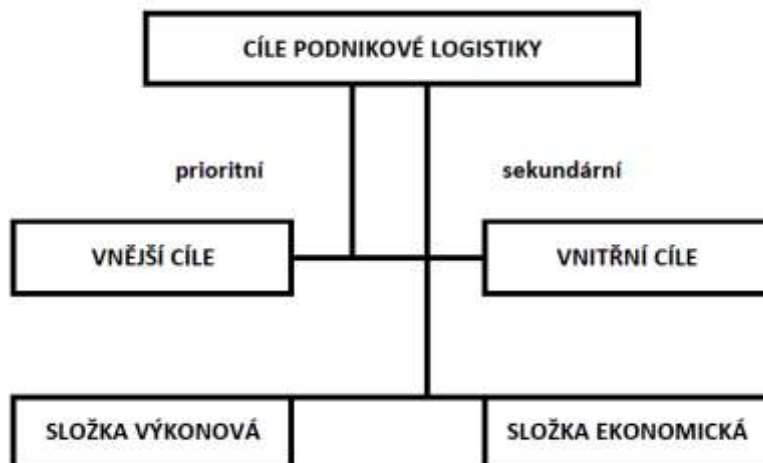 CÍLE PODNIKOVÉ LOGISTIKY
prioritní
sekundární
VNĚJŠÍ CÍLE
VNITŘNÍ CÍLE
SLOŽKA VÝKONOVÁ
SLOŽKA EKONOMICKÁ